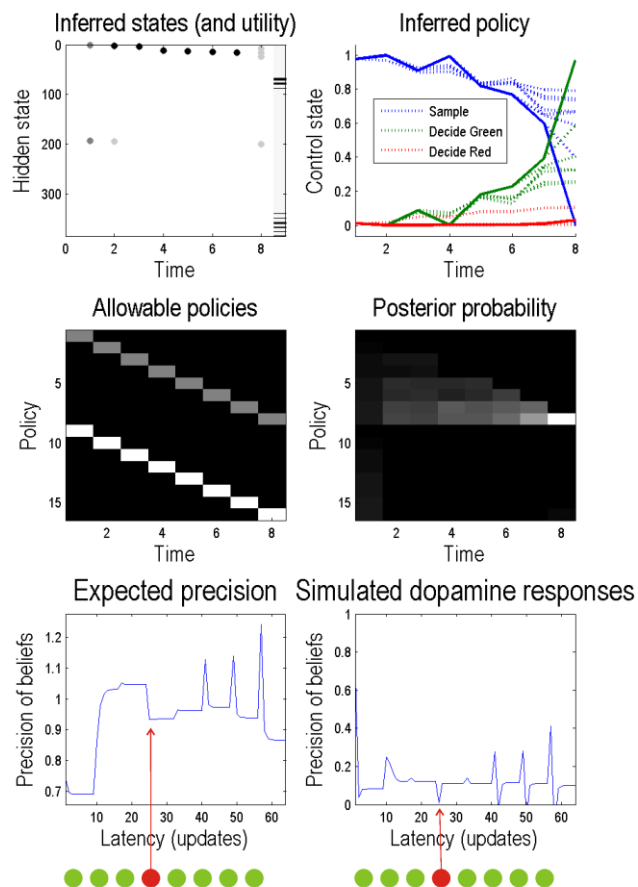 Inferred states (and utility)
Hidden state
0
100
200
300
0 2 4 6 8
Time
Inferred policy
Control state
1
0.8
0.6
0.4
0.2
0
Sample
Decide Green
Decide Red
2 3 4 5 6 7 8
Time
Allowable policies
Policy
5
10
15
2 4 6 8
Time
Posterior probability
Policy
5
10
15
2 4 6 8
Time
Expected precision
Precision of beliefs
1.2
1.1
1
0.9
0.8
0.7
10 20 30 40 50 60
Latency (updates)
Simulated dopamine responses
Precision of beliefs
1
0.8
0.6
0.4
0.2
0
10 20 30 40 50 60
Latency (updates)